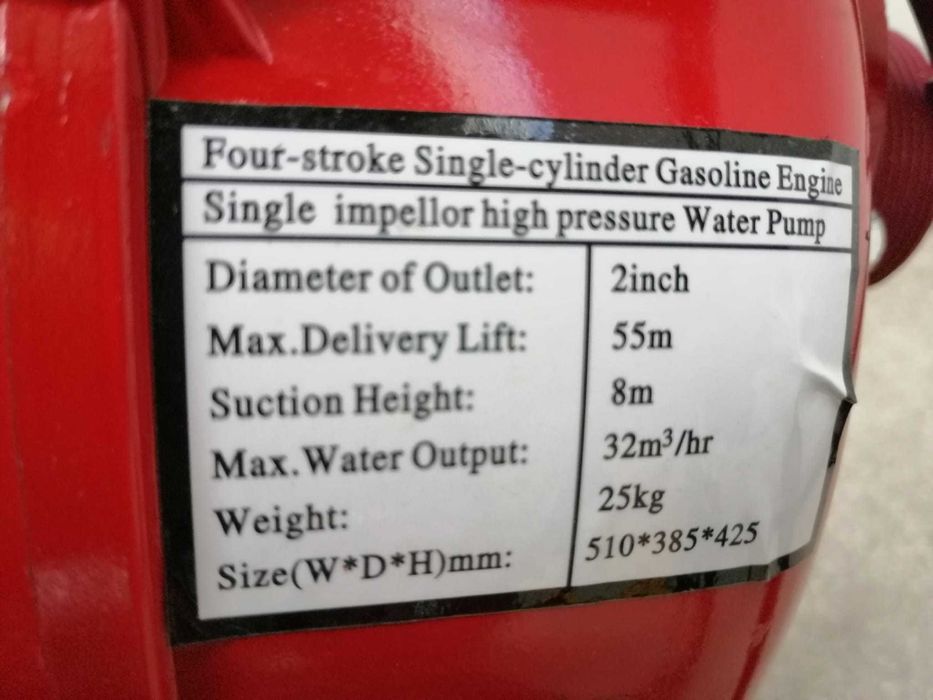 Four-stroke Single-cylinder Gasoline Engine
Single impellor high pressure Water Pump
Diameter of Outlet: 2inch
Max.Delivery Lift: 55m
Suction Height: 8m
Max.Water Output: 32m³/hr
Weight: 25kg
Size(W*D*H)mm: 510*385*425